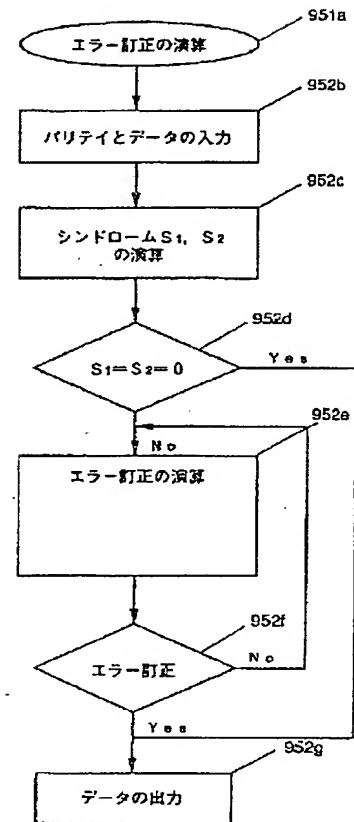 951a
エラー訂正の演算
952b
パリティとデータの入力
952c
シンドロームS1, S2
の演算
952d
S1=S2=0
Yes
952e
No
エラー訂正の演算
952f
エラー訂正
No
Yes
952g
データの出力